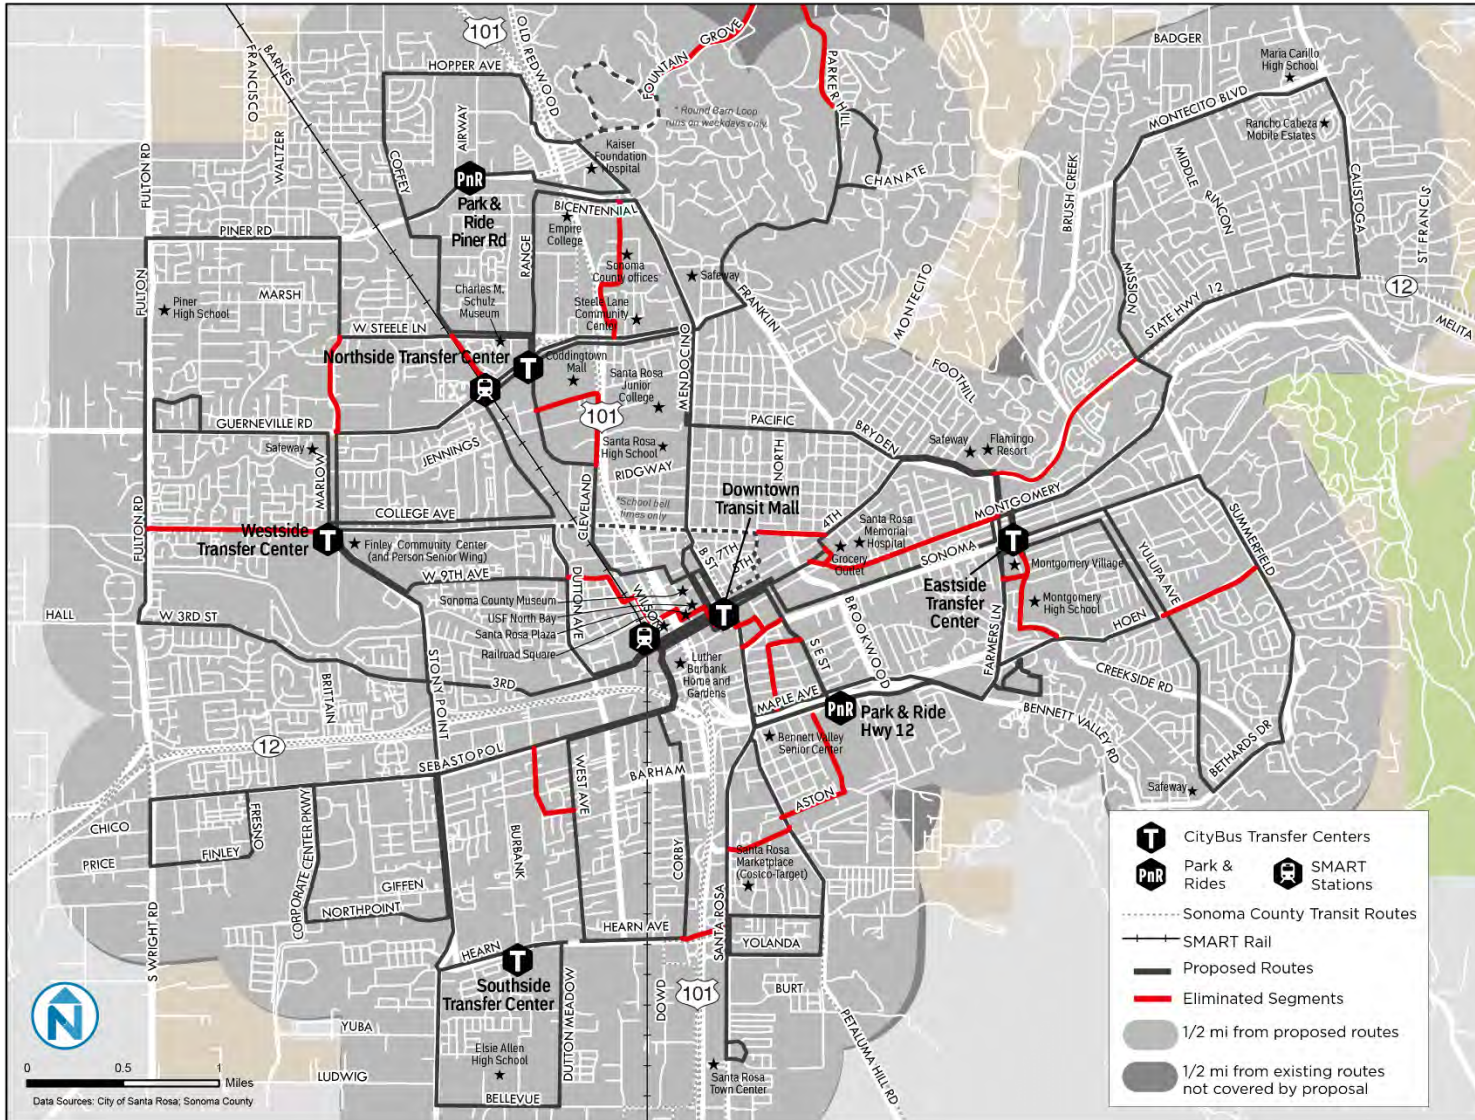 101
OLD REDWOOD
FOUNTAIN GROVE
PARKER HILL
BADGER
Maria Carillo
High School
BARNES
FRANCISCO
HOPPER AVE
MONTECITO BLVD
* Round Barn Loop
runs on weekdays only
Rancho Cabeza
Mobile Estates
FULTON RD
WALTZER
COFFEY
AIRWAY
Kaiser
Foundation
Hospital
CHANATE
BRUSH CREEK
MIDDLE RINCON
CALISTOGA
ST FRANCIS
PnR
Park &
Ride
Piner Rd
BICENTENNIAL
Empire
College
RANGE
PINER RD
Sonoma
County offices
Safeway
FRANKLIN
MONTECITO
MISSION
STATE HWY 12
12
MELITA
FULTON
MARSH
Piner
High School
Charles M.
Schulz
Museum
Steele Lane
Community
Center
W STEELE LN
Northside Transfer Center
T
Coddingtown
Mall
Santa Rosa
Junior
College
MENDOCINO
FOOTHILL
101
GUERNEVILLE RD
JENNINGS
PACIFIC
BRYDEN
Safeway
Flamingo
Resort
Safeway
MARLOW
Santa Rosa
High School
RIDGWAY
NORTH
Downtown
Transit Mall
MONTGOMERY
SUMMERFIELD
FULTON RD
COLLEGE AVE
CLEVELAND
*School bell
times only
4TH
Santa Rosa
Memorial
Hospital
Westside
Transfer Center
T
Finley Community Center
(and Person Senior Wing)
B ST
7TH
5TH
Grocery
Outlet
SONOMA
T
Montgomery Village
YULUPA AVE
HALL
W 9TH AVE
DUTTON AVE
WILSON
Sonoma County Museum
USF North Bay
Santa Rosa Plaza
Railroad Square
T
BROOKWOOD
Eastside
Transfer
Center
Montgomery
High School
HOEN
W 3RD ST
STONY POINT
3RD
Luther
Burbank
Home and
Gardens
S E ST
FARMERS LN
CREEKSIDE RD
BRITTAIN
MAPLE AVE
PnR
Park & Ride
Hwy 12
BENNETT VALLEY RD
BETHARDS DR
12
SEBASTOPOL
WEST AVE
BARHAM
Bennett Valley
Senior Center
Safeway
CHICO
PRICE
FRESNO
FINLEY
CORPORATE CENTER PKWY
BURBANK
CORBY
ASTON
Santa Rosa
Marketplace
(Costco-Target)
GIFFEN
NORTHPOINT
S WRIGHT RD
HEARN
HEARN AVE
SANTA ROSA
YOLANDA
T
Southside
Transfer Center
DUTTON MEADOW
DOWD
101
BURT
PETALUMA HILL RD
YUBA
Elsie Allen
High School
LUDWIG
BELLEVUE
Santa Rosa
Town Center
N
0 0.5 1
Miles
Data Sources: City of Santa Rosa; Sonoma County
T CityBus Transfer Centers
PnR Park &
Rides
SMART
Stations
Sonoma County Transit Routes
SMART Rail
Proposed Routes
Eliminated Segments
1/2 mi from proposed routes
1/2 mi from existing routes
not covered by proposal